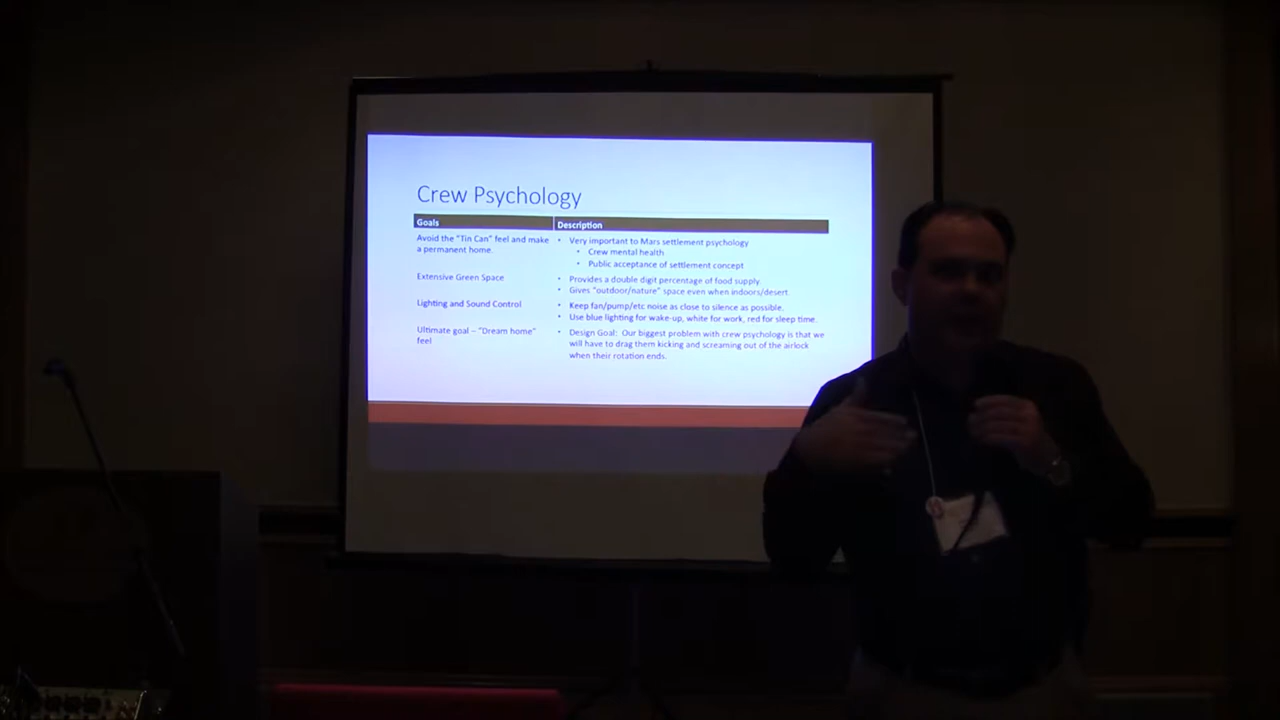 Crew Psychology
Goals
Description
Avoid the "Tin Can" feel and make
a permanent home.
• Very important to Mars settlement psychology
• Crew mental health
• Public acceptance of settlement concept
Extensive Green Space
• Provides a double digit percentage of food supply.
• Gives "outdoor/nature" space even when indoors/desert.
Lighting and Sound Control
• Keep fan/pump/etc noise as close to silence as possible.
• Use blue lighting for wake-up, white for work, red for sleep time.
Ultimate goal – "Dream home"
feel
• Design Goal: Our biggest problem with crew psychology is that we
will have to drag them kicking and screaming out of the airlock
when their rotation ends.